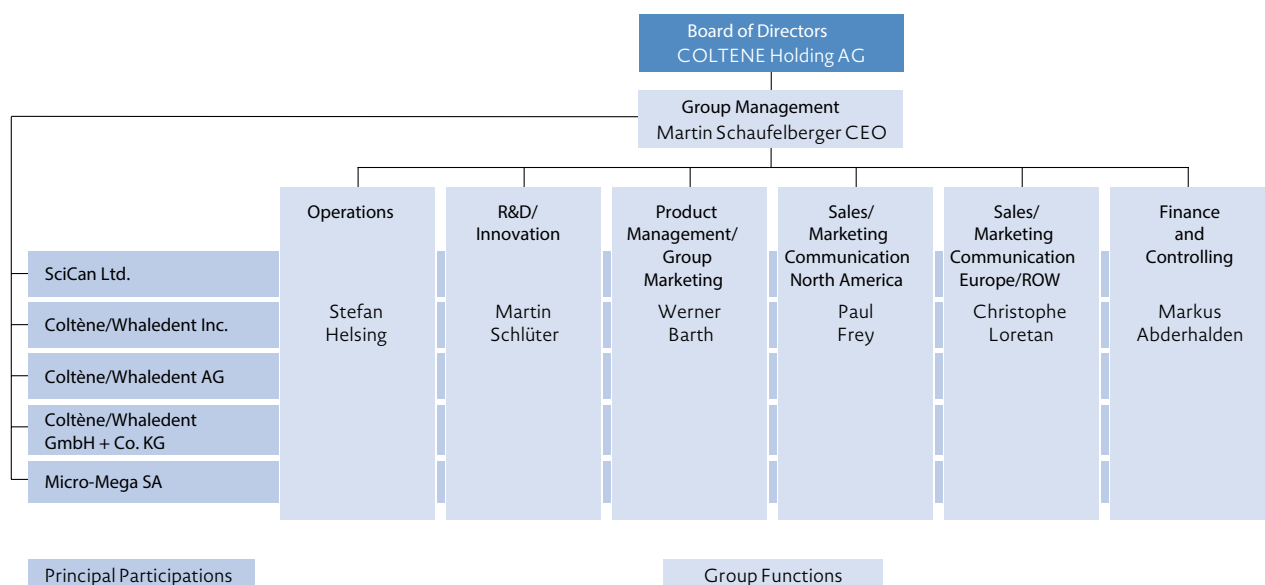 Board of Directors
COLTENE Holding AG
Group Management
Martin Schaufelberger CEO
Operations
Stefan
Helsing
R&D/
Innovation
Martin
Schlüter
Product
Management/
Group
Marketing
Werner
Barth
Sales/
Marketing
Communication
North America
Paul
Frey
Sales/
Marketing
Communication
Europe/ROW
Christophe
Loretan
Finance
and
Controlling
Markus
Abderhalden
SciCan Ltd.
Coltène/Whaledent Inc.
Coltène/Whaledent AG
Coltène/Whaledent
GmbH + Co. KG
Micro-Mega SA
Principal Participations
Group Functions